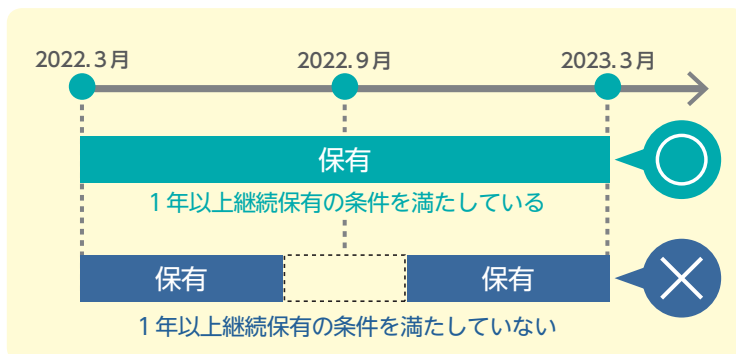 2022.3月 2022.9月 2023.3月
保有
1年以上継続保有の条件を満たしている
保有 保有
1年以上継続保有の条件を満たしていない